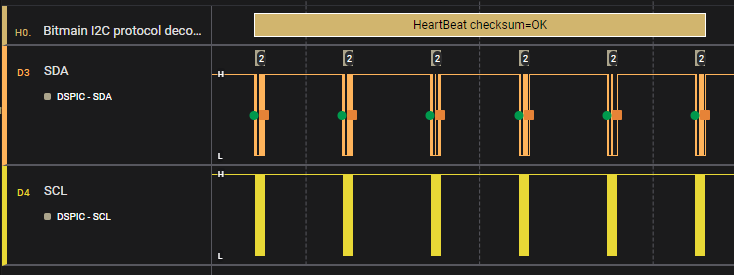 H0. Bitmain I2C protocol deco... HeartBeat checksum=OK
2 2 2 2 2 2
D3 SDA
H
DSPIC - SDA
L
D4 SCL
H
DSPIC - SCL
L